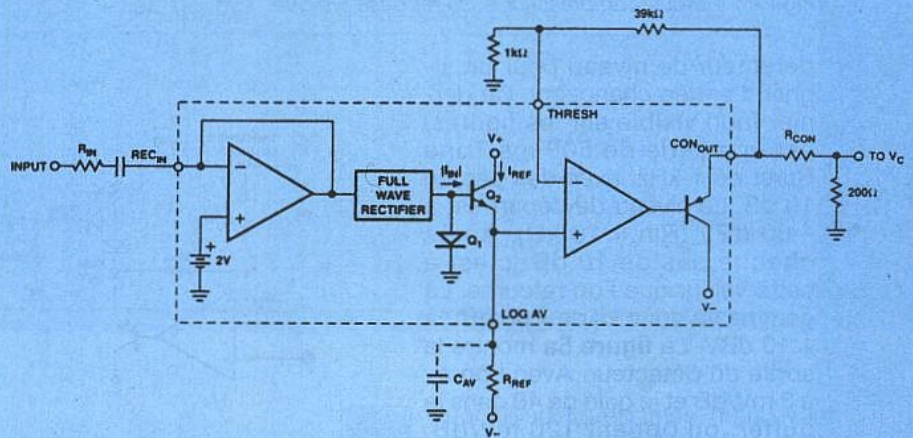 39kΩ
1kΩ
THRESH
CON_OUT
R_CON
TO V_C
200Ω
INPUT
R_IN
REC_IN
2V
FULL
WAVE
RECTIFIER
|I_IN|
V+
I_REF
Q_2
Q_1
V-
LOG AV
C_AV
R_REF
V-